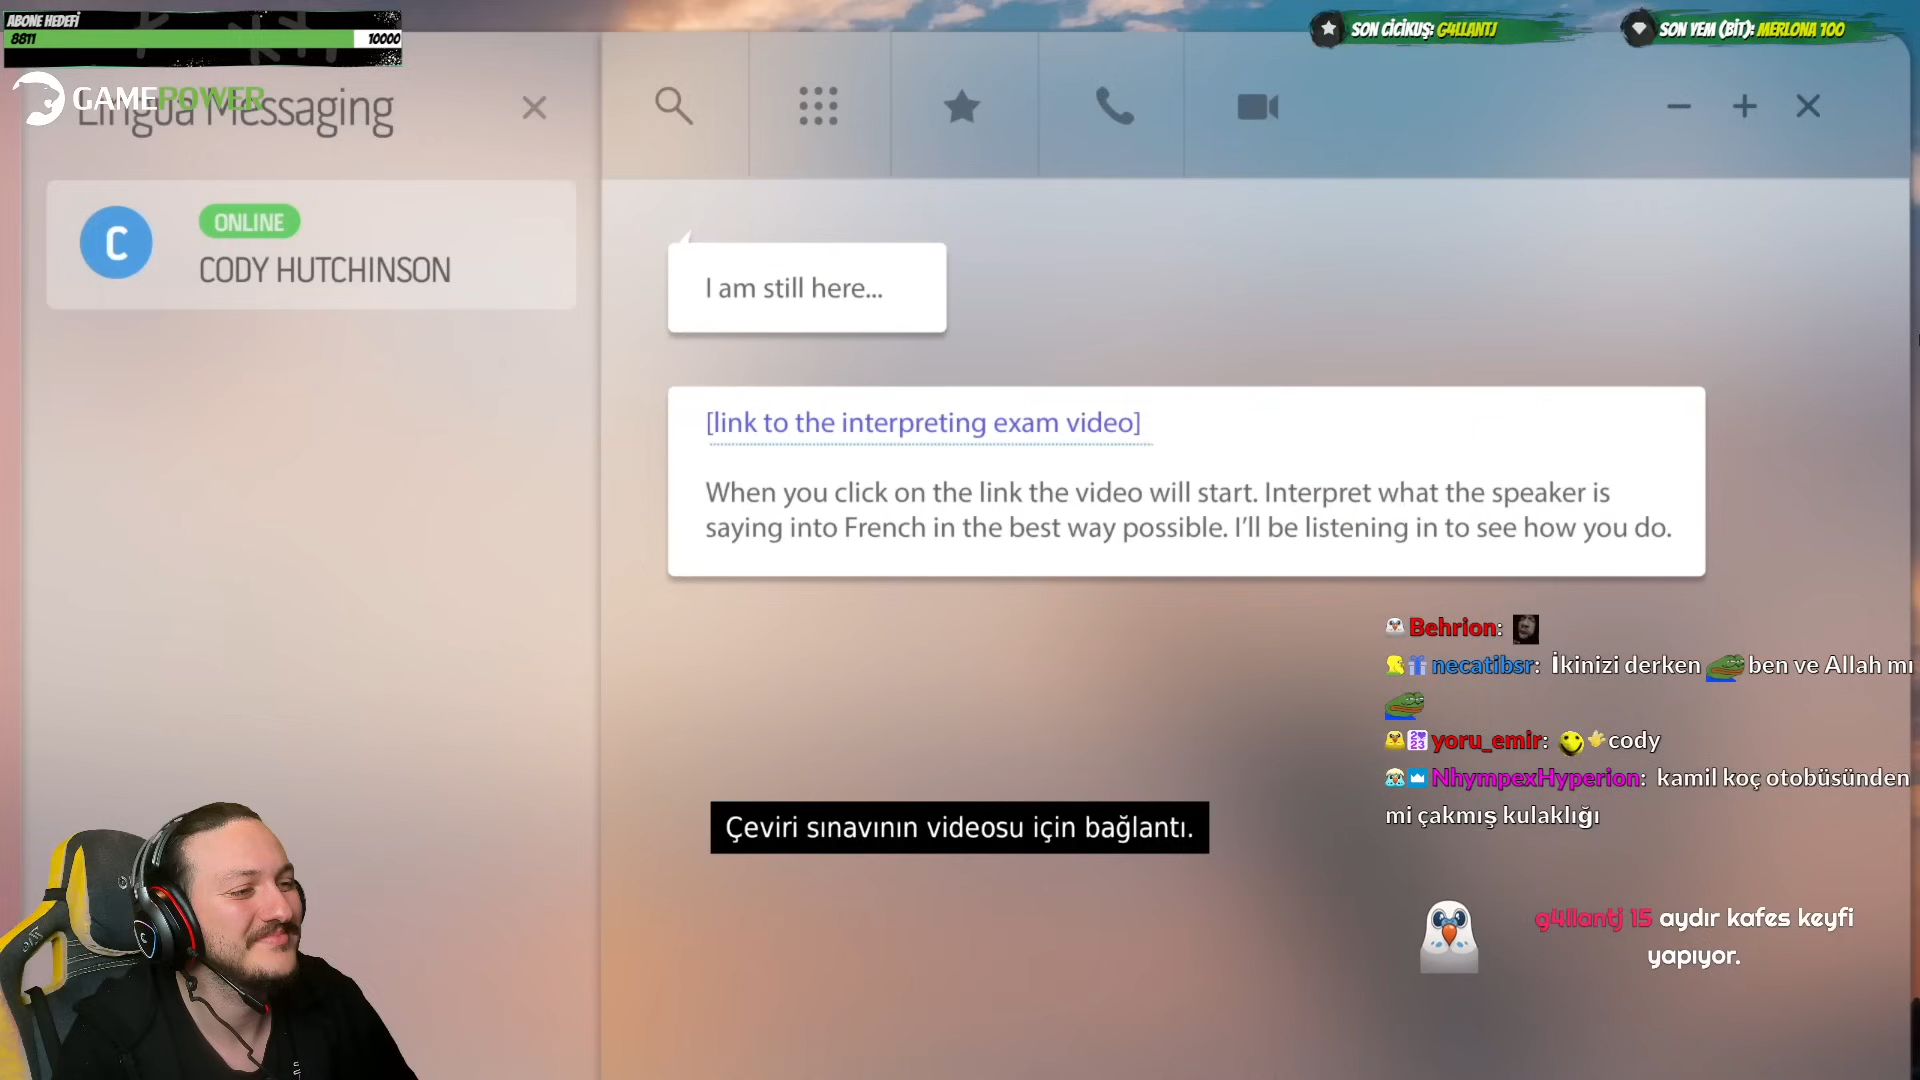 ABONE HEDEFİ
8811
10000
SON CİCİKUŞ: G4LLANTJ
SON YEM (BİT): MERLONA 100
GAMEPOWER
Lingua Messaging
C
ONLINE
CODY HUTCHINSON
I am still here...
[link to the interpreting exam video]
When you click on the link the video will start. Interpret what the speaker is
saying into French in the best way possible. I’ll be listening in to see how you do.
Behrion:
necatibsr: İkinizi derken ben ve Allah mı
yoru_emir: cody
NhympexHyperion: kamil koç otobüsünden
mi çakmış kulaklığı
Çeviri sınavının videosu için bağlantı.
g4llantj 15 aydır kafes keyfi
yapıyor.